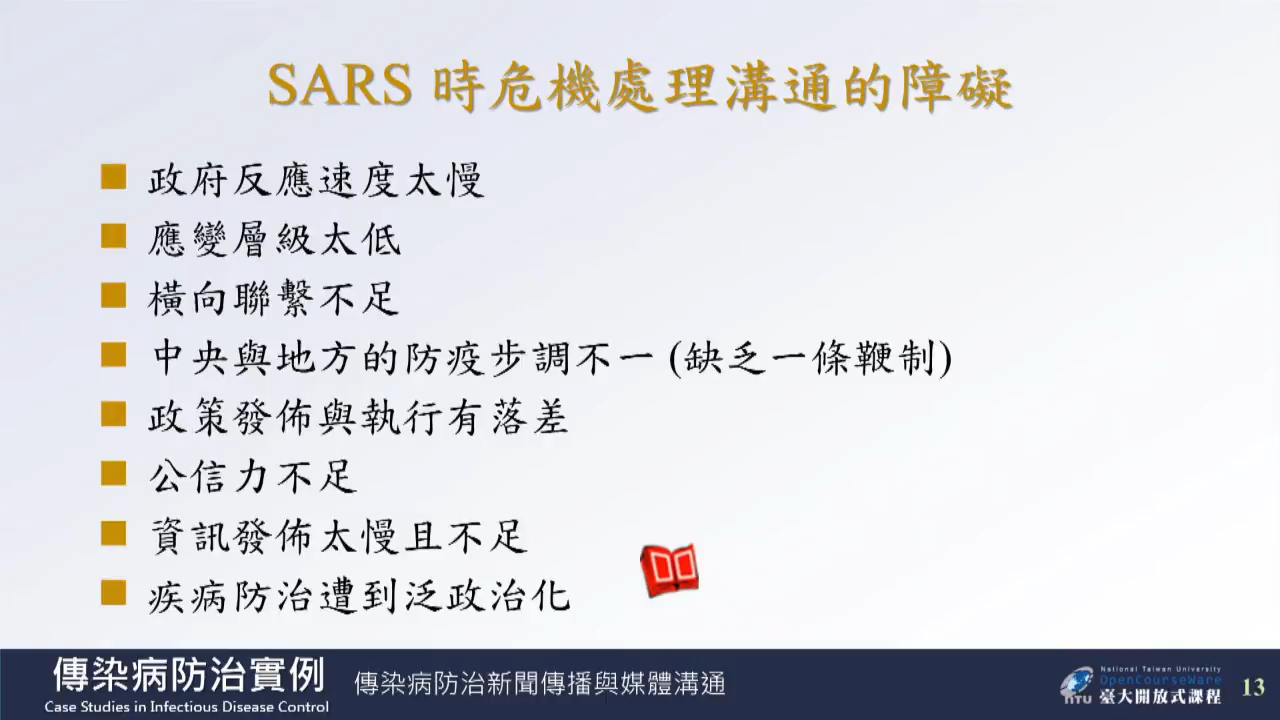 SARS 時危機處理溝通的障礙
政府反應速度太慢
應變層級太低
橫向聯繫不足
中央與地方的防疫步調不一 (缺乏一條鞭制)
政策發佈與執行有落差
公信力不足
資訊發佈太慢且不足
疾病防治遭到泛政治化
傳染病防治實例
Case Studies in Infectious Disease Control
傳染病防治新聞傳播與媒體溝通
National Taiwan University
OpenCourseWare
NTU 臺大開放式課程
13